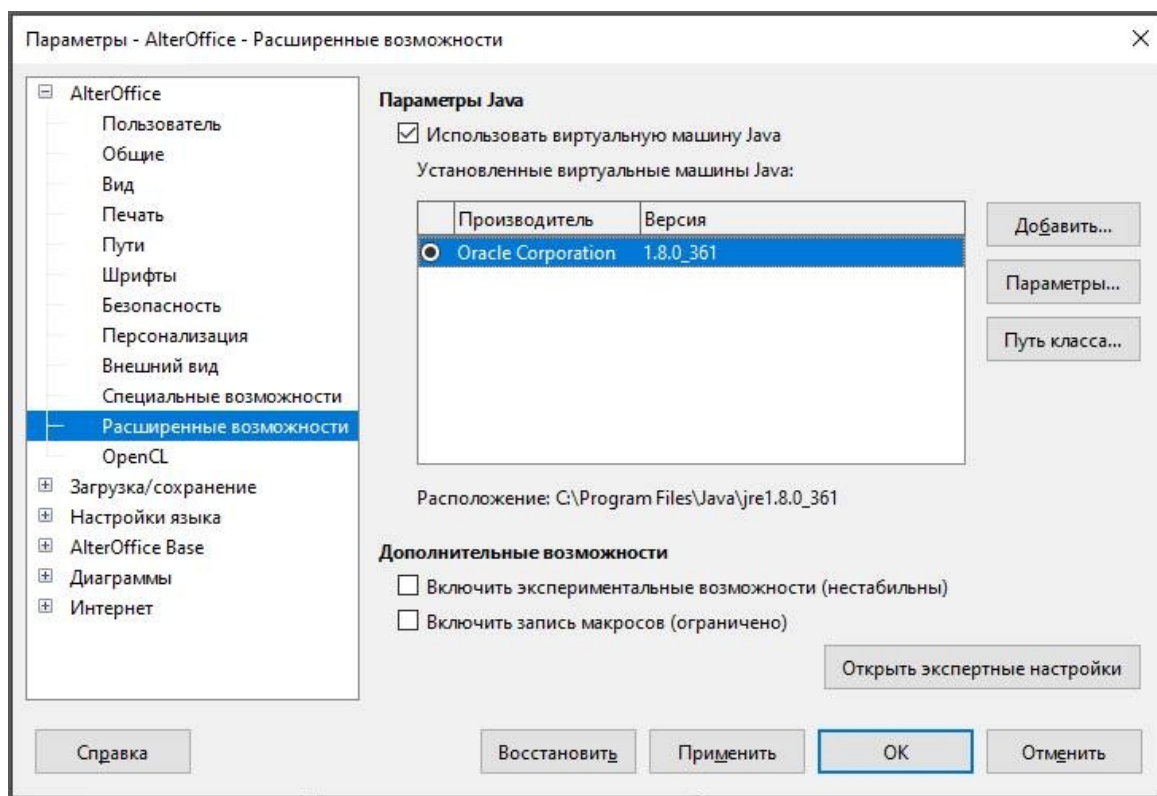 Параметры - AlterOffice - Расширенные возможности
AlterOffice
Пользователь
Общие
Вид
Печать
Пути
Шрифты
Безопасность
Персонализация
Внешний вид
Специальные возможности
Расширенные возможности
OpenCL
Загрузка/сохранение
Настройки языка
AlterOffice Base
Диаграммы
Интернет
Параметры Java
Использовать виртуальную машину Java
Установленные виртуальные машины Java:
Производитель Версия
Oracle Corporation 1.8.0_361
Добавить...
Параметры...
Путь класса...
Расположение: C:\Program Files\Java\jre1.8.0_361
Дополнительные возможности
Включить экспериментальные возможности (нестабильны)
Включить запись макросов (ограничено)
Открыть экспертные настройки
Справка Восстановить Применить OK Отменить